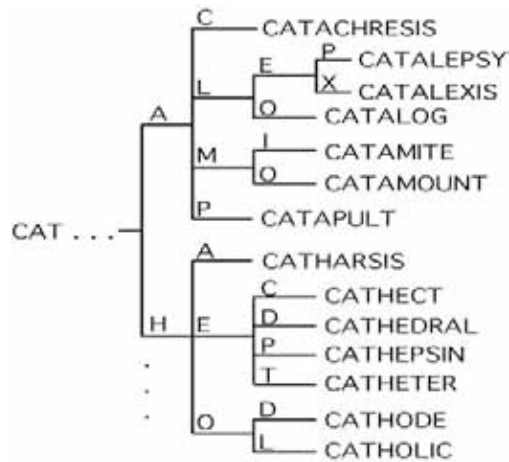 C CATACHRESIS
P CATALEPSY
E
X CATALEXIS
L
O CATALOG
A
I CATAMITE
M
O CATAMOUNT
P CATAPULT
CAT . . .
A CATHARSIS
C CATHECT
D CATHEDRAL
H E
P CATHEPSIN
T CATHETER
D CATHODE
O
L CATHOLIC